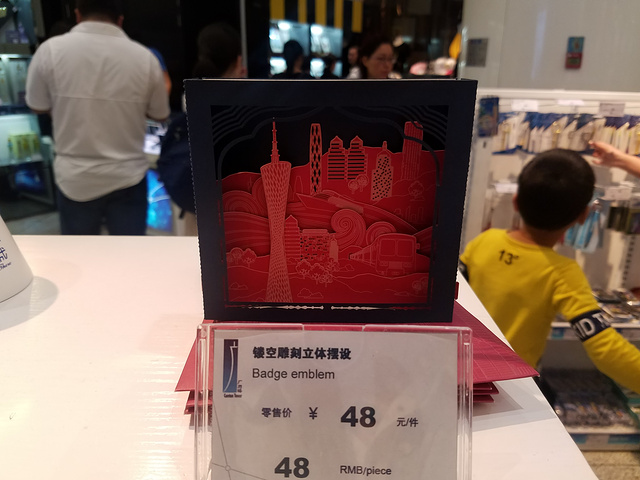 镂空雕刻立体摆设
Badge emblem
零售价 ¥ 48 元/件
48 RMB/piece
13"
ND T